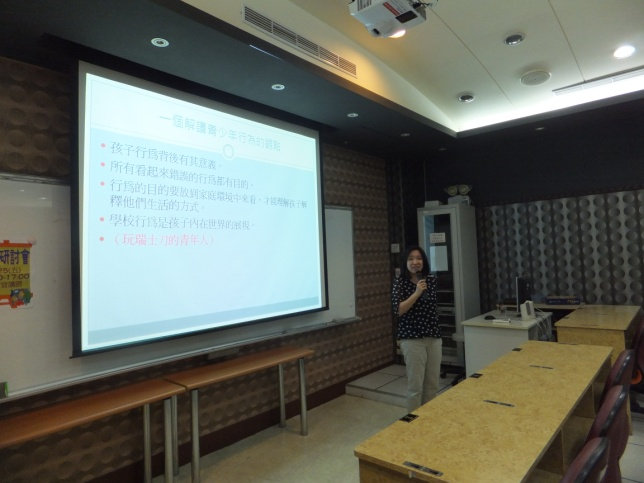 一個解讀青少年行為的觀點
孩子行為背後有其意義。
所有看起來錯誤的行為都有目的。
行為的目的要放到家庭環境中來看，才能理解孩子解
釋他們生活的方式。
學校行為是孩子內在世界的展現。
（玩瑞士刀的青年人）
研討會
(五)
17:00